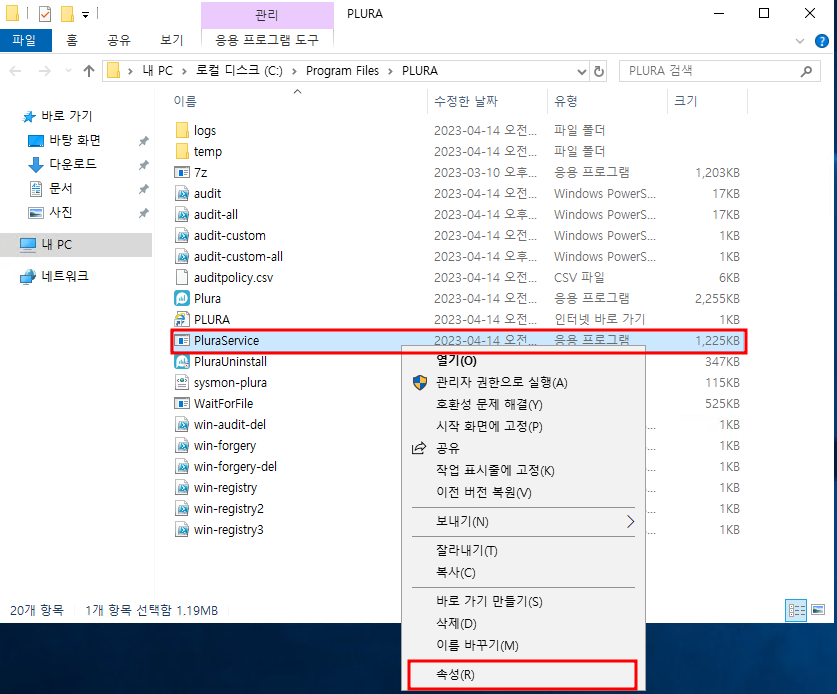 관리
PLURA
파일
홈
공유
보기
응용 프로그램 도구
내 PC > 로컬 디스크 (C:) > Program Files > PLURA
PLURA 검색
바로 가기
바탕 화면
다운로드
문서
사진
내 PC
네트워크
이름 수정한 날짜 유형 크기
logs 2023-04-14 오전... 파일 폴더
temp 2023-04-14 오전... 파일 폴더
7z 2023-03-10 오후... 응용 프로그램 1,203KB
audit 2023-04-14 오전... Windows PowerS... 17KB
audit-all 2023-04-14 오전... Windows PowerS... 17KB
audit-custom 2023-04-14 오전... Windows PowerS... 1KB
audit-custom-all 2023-04-14 오후... Windows PowerS... 1KB
auditpolicy.csv 2023-04-14 오전... CSV 파일 6KB
Plura 2023-04-14 오전... 응용 프로그램 2,255KB
PLURA 2023-04-14 오전... 인터넷 바로 가기 1KB
PluraService 2023-04-14 오전... 응용 프로그램 1,225KB
PluraUninstall 347KB
sysmon-plura 115KB
WaitForFile 525KB
win-audit-del ... 1KB
win-forgery ... 1KB
win-forgery-del ... 1KB
win-registry ... 1KB
win-registry2 ... 1KB
win-registry3 ... 1KB
열기(O)
관리자 권한으로 실행(A)
호환성 문제 해결(Y)
시작 화면에 고정(P)
공유
작업 표시줄에 고정(K)
이전 버전 복원(V)
보내기(N)
잘라내기(T)
복사(C)
바로 가기 만들기(S)
삭제(D)
이름 바꾸기(M)
속성(R)
20개 항목
1개 항목 선택함 1.19MB